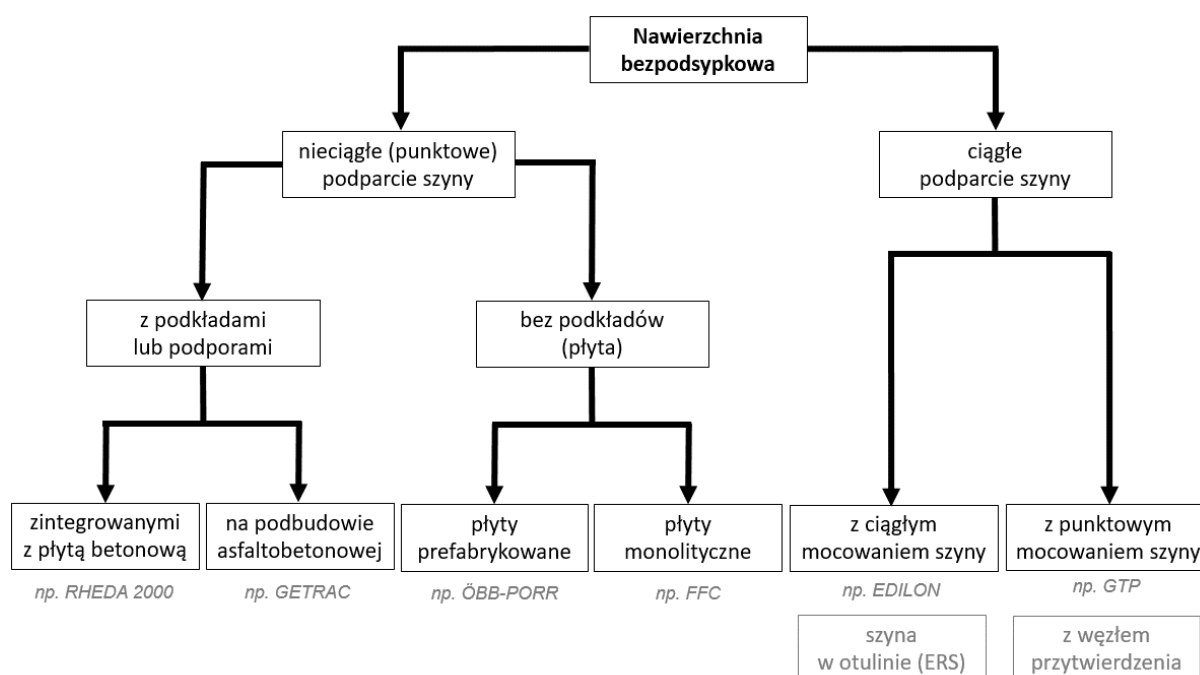 Nawierzchnia
bezpodsypkowa
nieciągłe (punktowe)
podparcie szyny
ciągłe
podparcie szyny
z podkładami
lub podporami
bez podkładów
(płyta)
zintegrowanymi
z płytą betonową
na podbudowie
asfaltobetonowej
płyty
prefabrykowane
płyty
monolityczne
z ciągłym
mocowaniem szyny
z punktowym
mocowaniem szyny
np. RHEDA 2000
np. GETRAC
np. ÖBB-PORR
np. FFC
np. EDILON
np. GTP
szyna
w otulinie (ERS)
z węzłem
przytwierdzenia